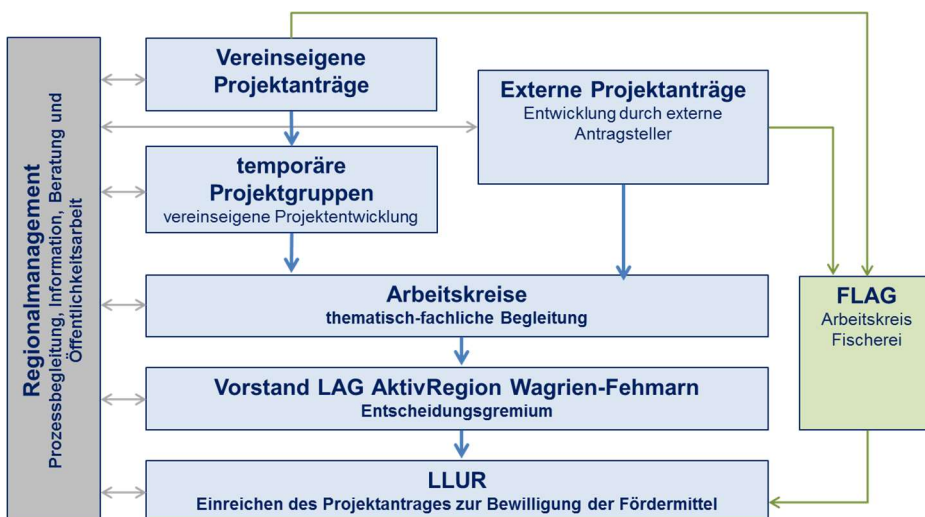 Regionalmanagement
Prozessbegleitung, Information, Beratung und
Öffentlichkeitsarbeit
Vereinseigene
Projektanträge
Externe Projektanträge
Entwicklung durch externe
Antragsteller
temporäre
Projektgruppen
vereinseigene Projektentwicklung
Arbeitskreise
thematisch-fachliche Begleitung
FLAG
Arbeitskreis
Fischerei
Vorstand LAG AktivRegion Wagrien-Fehmarn
Entscheidungsgremium
LLUR
Einreichen des Projektantrages zur Bewilligung der Fördermittel